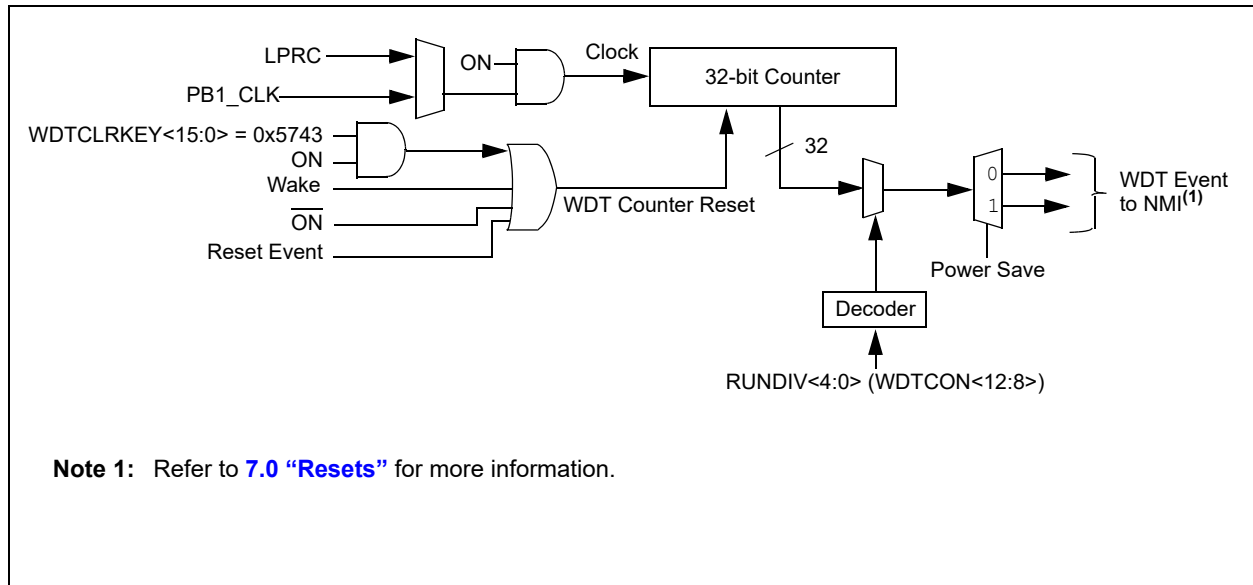 LPRC
PB1_CLK
ON
Clock
32-bit Counter
WDTCLRKEY<15:0> = 0x5743
ON
Wake
O̅N̅
Reset Event
WDT Counter Reset
32
0
1
WDT Event
to NMI(1)
Power Save
Decoder
RUNDIV<4:0> (WDTCON<12:8>)
Note 1: Refer to 7.0 “Resets” for more information.